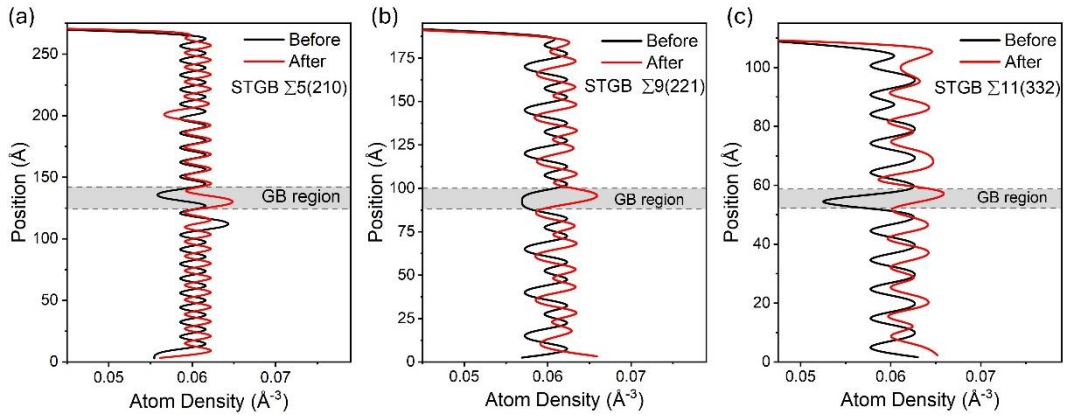 (a)
Before
After
STGB Σ5(210)
GB region
250
200
150
100
50
0
0.05
0.06
0.07
Position (Å)
Atom Density (Å⁻³)
(b)
Before
After
STGB Σ9(221)
GB region
175
150
125
100
75
50
25
0
0.05
0.06
0.07
Position (Å)
Atom Density (Å⁻³)
(c)
Before
After
STGB Σ11(332)
GB region
100
80
60
40
20
0
0.05
0.06
0.07
Position (Å)
Atom Density (Å⁻³)